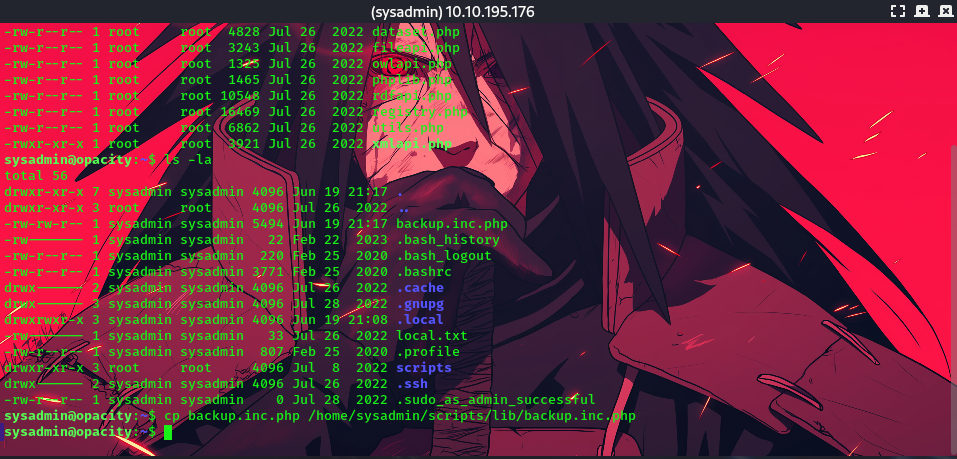 (sysadmin) 10.10.195.176
-rw-r--r-- 1 root     root  4828 Jul 26  2022 dataset.php
-rw-r--r-- 1 root     root  3243 Jul 26  2022 fileapi.php
-rw-r--r-- 1 root     root  1325 Jul 26  2022 owlapi.php
-rw-r--r-- 1 root     root  1465 Jul 26  2022 phplib.php
-rw-r--r-- 1 root     root 10548 Jul 26  2022 rdfapi.php
-rw-r--r-- 1 root     root 16469 Jul 26  2022 registry.php
-rw-r--r-- 1 root     root  6862 Jul 26  2022 utils.php
-rw-r--r-- 1 root     root  3921 Jul 26  2022 xmlapi.php
sysadmin@opacity:~$ ls -la
total 56
drwxr-xr-x 7 sysadmin sysadmin 4096 Jun 19 21:17 .
drwxr-xr-x 3 root     root     4096 Jul 26  2022 ..
-rw-rw-r-- 1 sysadmin sysadmin 5494 Jun 19 21:17 backup.inc.php
-rw------- 1 sysadmin sysadmin   22 Feb 22  2023 .bash_history
-rw-r--r-- 1 sysadmin sysadmin  220 Feb 25  2020 .bash_logout
-rw-r--r-- 1 sysadmin sysadmin 3771 Feb 25  2020 .bashrc
drwx------ 2 sysadmin sysadmin 4096 Jul 26  2022 .cache
drwx------ 3 sysadmin sysadmin 4096 Jul 28  2022 .gnupg
drwxrwxr-x 3 sysadmin sysadmin 4096 Jun 19 21:08 .local
-rw------- 1 sysadmin sysadmin   33 Jul 26  2022 local.txt
-rw-r--r-- 1 sysadmin sysadmin  807 Feb 25  2020 .profile
drwxr-xr-x 3 root     root     4096 Jul  8  2022 scripts
drwx------ 2 sysadmin sysadmin 4096 Jul 26  2022 .ssh
-rw-r--r-- 1 sysadmin sysadmin    0 Jul 28  2022 .sudo_as_admin_successful
sysadmin@opacity:~$ cp backup.inc.php /home/sysadmin/scripts/lib/backup.inc.php
sysadmin@opacity:~$